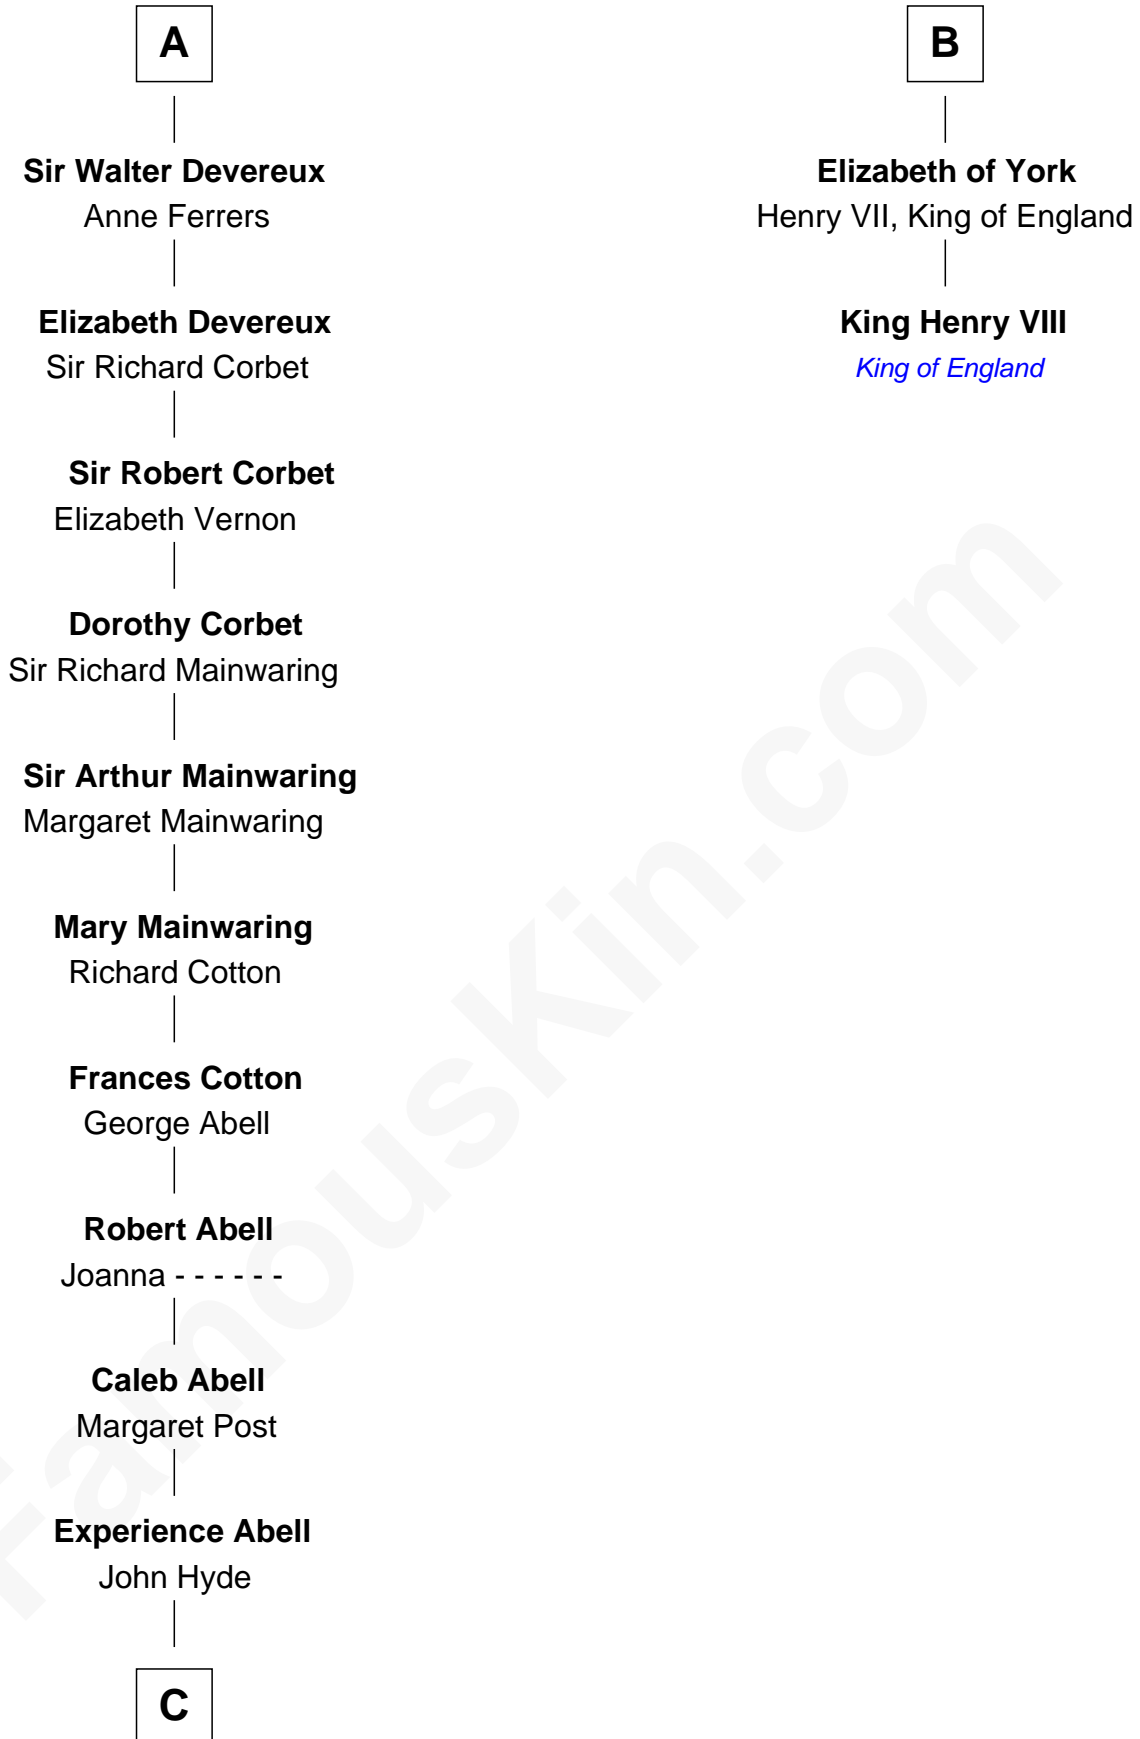 A
Sir Walter Devereux
Anne Ferrers
Elizabeth Devereux
Sir Richard Corbet
Sir Robert Corbet
Elizabeth Vernon
Dorothy Corbet
Sir Richard Mainwaring
Sir Arthur Mainwaring
Margaret Mainwaring
Mary Mainwaring
Richard Cotton
Frances Cotton
George Abell
Robert Abell
Joanna - - - - - -
Caleb Abell
Margaret Post
Experience Abell
John Hyde
C
B
Elizabeth of York
Henry VII, King of England
King Henry VIII
King of England
FamousKin.com